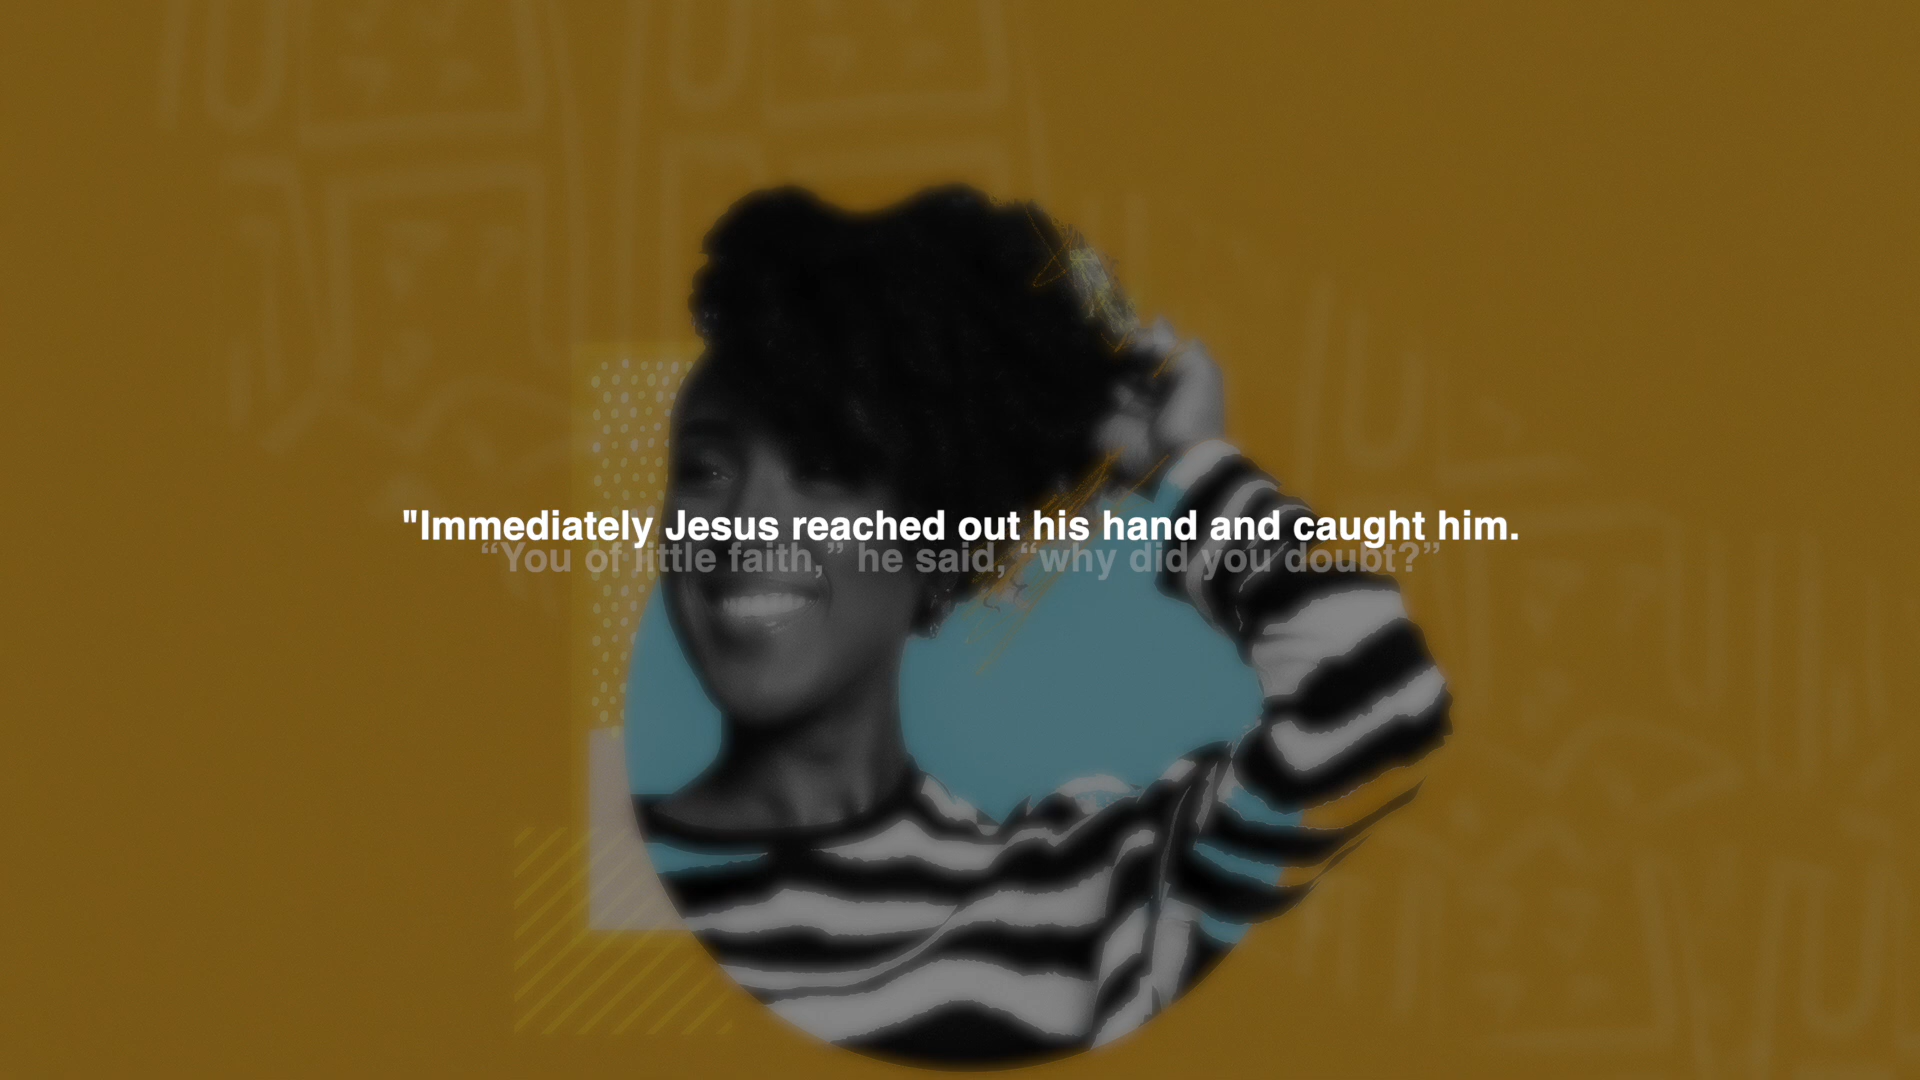 "Immediately Jesus reached out his hand and caught him.
“You of little faith,” he said, “why did you doubt?”